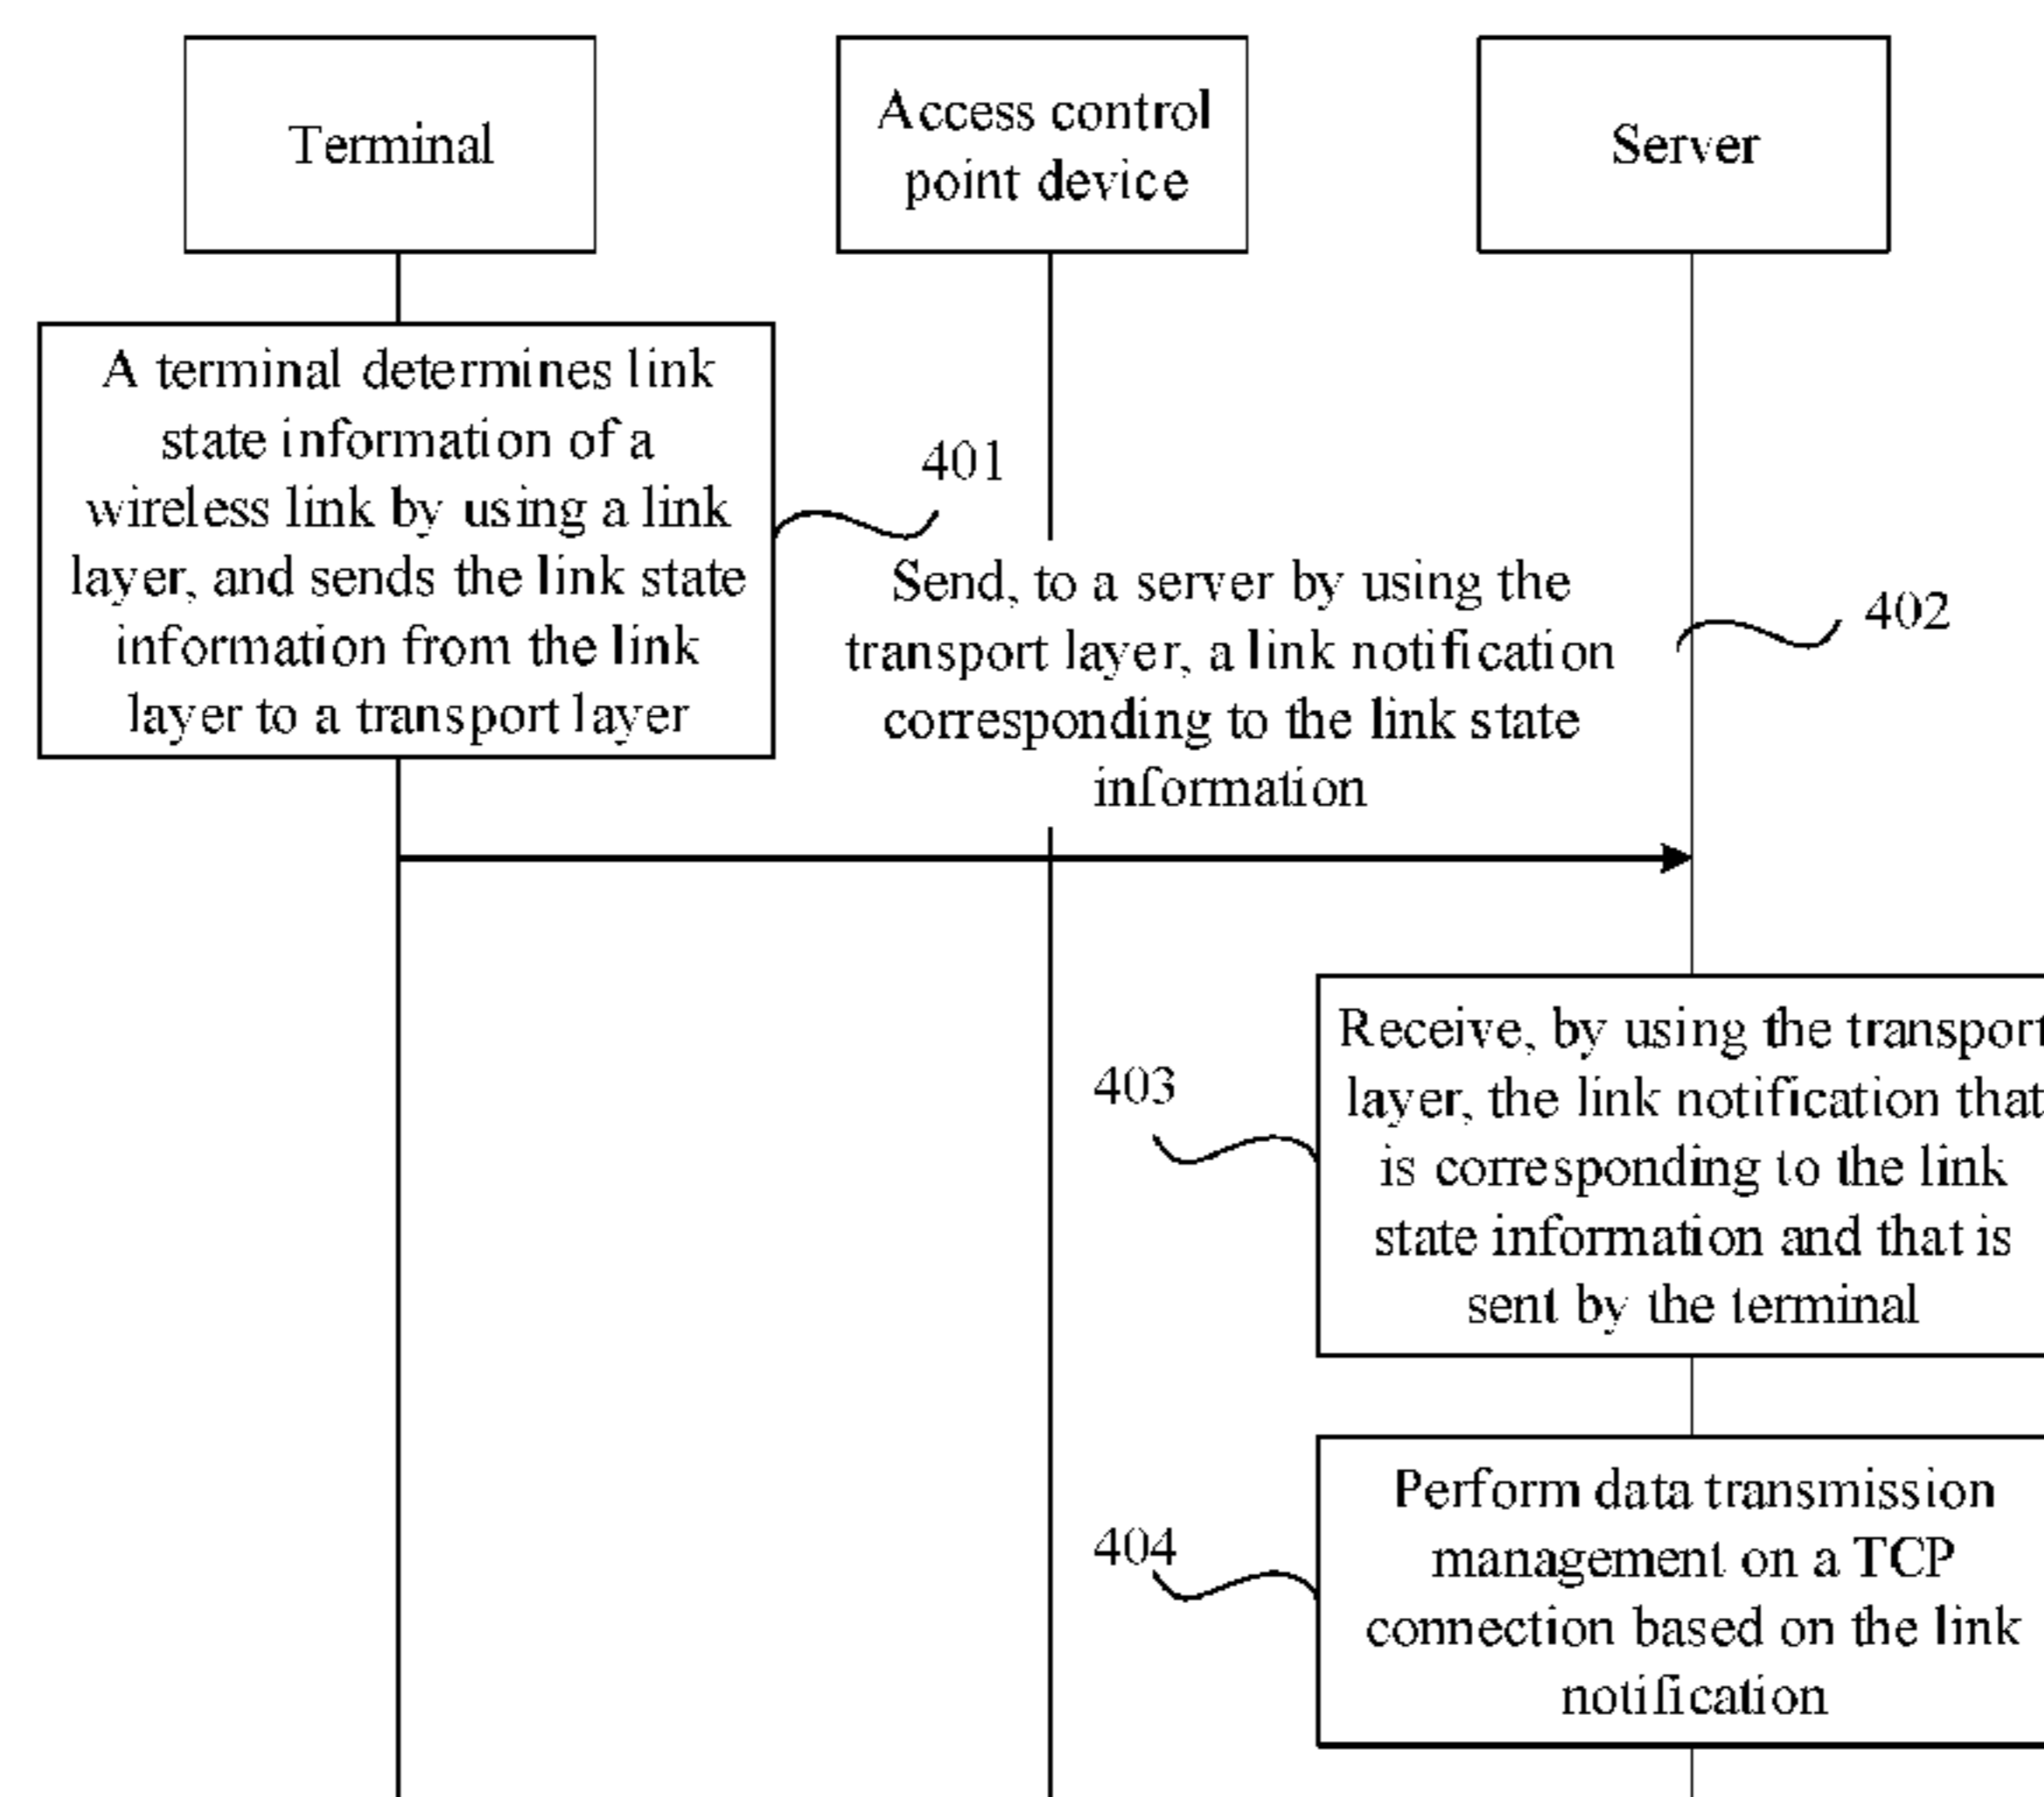 Terminal
Access control
point device
Server
A terminal determines link
state information of a
wireless link by using a link
layer, and sends the link state
information from the link
layer to a transport layer
401
Send, to a server by using the
transport layer, a link notification
corresponding to the link state
information
402
403
Receive, by using the transport
layer, the link notification that
is corresponding to the link
state information and that is
sent by the terminal
404
Perform data transmission
management on a TCP
connection based on the link
notification